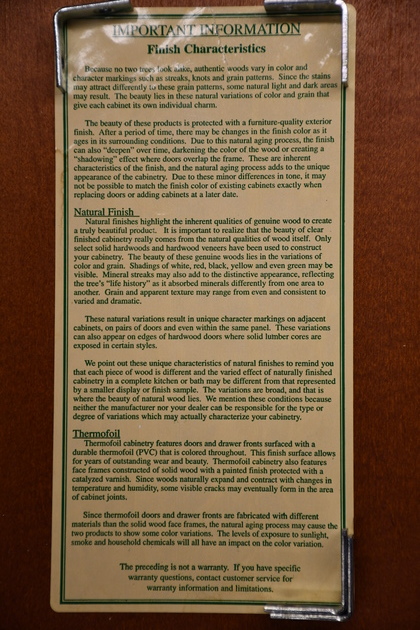 IMPORTANT INFORMATION
Finish Characteristics
Because no two trees look alike, authentic woods vary in color and
character markings such as streaks, knots and grain patterns. Since the stains
may attract differently to these grain patterns, some natural light and dark areas
may result. The beauty lies in these natural variations of color and grain that
give each cabinet its own individual charm.
The beauty of these products is protected with a furniture-quality exterior
finish. After a period of time, there may be changes in the finish color as it
ages in its surrounding conditions. Due to this natural aging process, the finish
can also "deepen" over time, darkening the color of the wood or creating a
"shadowing" effect where doors overlap the frame. These are inherent
characteristics of the finish, and the natural aging process adds to the unique
appearance of the cabinetry. Due to these minor differences in tone, it may
not be possible to match the finish color of existing cabinets exactly when
replacing doors or adding cabinets at a later date.
Natural Finish
Natural finishes highlight the inherent qualities of genuine wood to create
a truly beautiful product. It is important to realize that the beauty of clear
finished cabinetry really comes from the natural qualities of wood itself. Only
select solid hardwoods and hardwood veneers have been used to construct
your cabinetry. The beauty of these genuine woods lies in the variations of
color and grain. Shadings of white, red, black, yellow and even green may be
visible. Mineral streaks may also add to the distinctive appearance, reflecting
the tree's "life history" as it absorbed minerals differently from one area to
another. Grain and apparent texture may range from even and consistent to
varied and dramatic.
These natural variations result in unique character markings on adjacent
cabinets, on pairs of doors and even within the same panel. These variations
can also appear on edges of hardwood doors where solid lumber cores are
exposed in certain styles.
We point out these unique characteristics of natural finishes to remind you
that each piece of wood is different and the varied effect of naturally finished
cabinetry in a complete kitchen or bath may be different from that represented
by a smaller display or finish sample. The variations are broad, and that is
where the beauty of natural wood lies. We mention these conditions because
neither the manufacturer nor your dealer can be responsible for the type or
degree of variations which may actually characterize your cabinetry.
Thermofoil
Thermofoil cabinetry features doors and drawer fronts surfaced with a
durable thermofoil (PVC) that is colored throughout. This finish surface allows
for years of outstanding wear and beauty. Thermofoil cabinetry also features
face frames constructed of solid wood with a painted finish protected with a
catalyzed varnish. Since woods naturally expand and contract with changes in
temperature and humidity, some visible cracks may eventually form in the area
of cabinet joints.
Since thermofoil doors and drawer fronts are fabricated with different
materials than the solid wood face frames, the natural aging process may cause the
two products to show some color variations. The levels of exposure to sunlight,
smoke and household chemicals will all have an impact on the color variation.
The preceding is not a warranty. If you have specific
warranty questions, contact customer service for
warranty information and limitations.